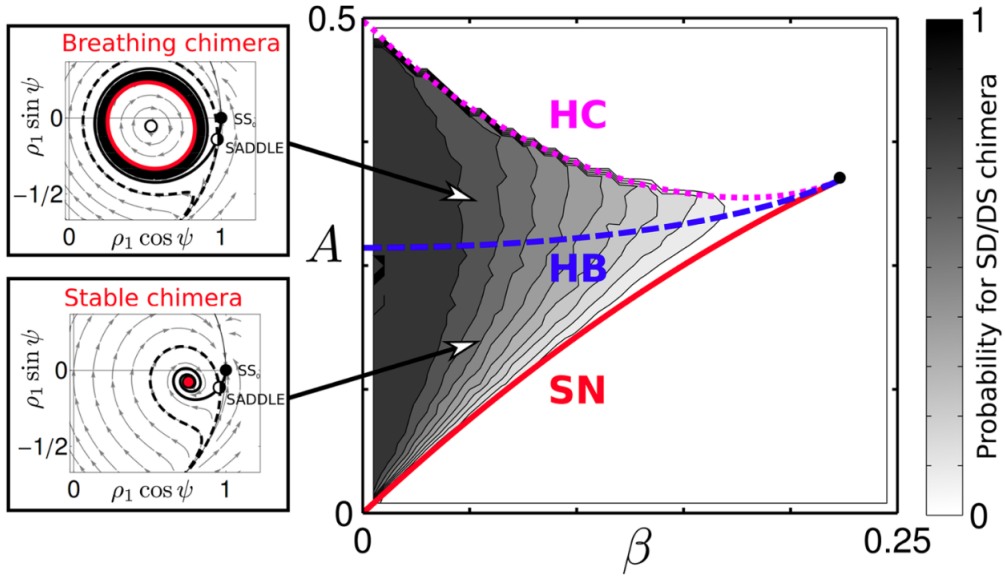 Breathing chimera
ρ₁ sin ψ
0
−1/2
SS₀
SADDLE
0
ρ₁ cos ψ
1
Stable chimera
ρ₁ sin ψ
0
−1/2
SS₀
SADDLE
0
ρ₁ cos ψ
1
0.5
A
0
HC
HB
SN
0
β
0.25
1
0
Probability for SD/DS chimera